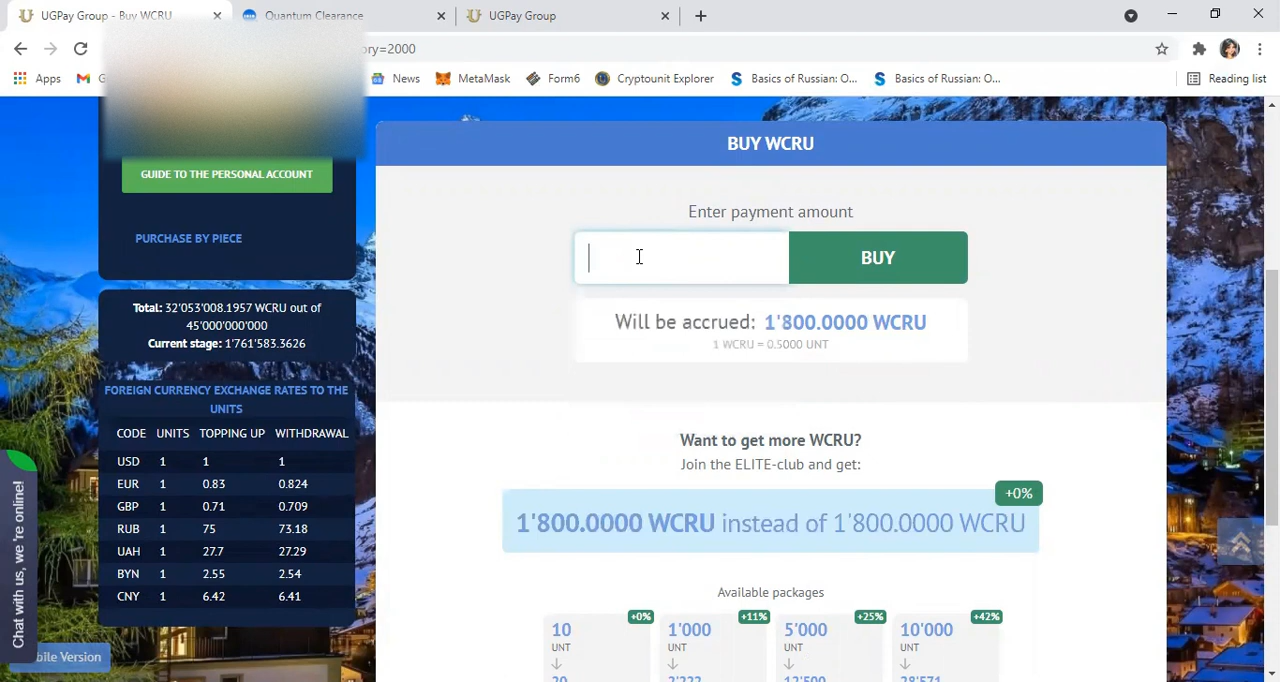 UGPay Group - Buy WCRU
Quantum Clearance
UGPay Group
ory=2000
Apps
News
MetaMask
Form6
Cryptounit Explorer
Basics of Russian: O...
Basics of Russian: O...
Reading list
GUIDE TO THE PERSONAL ACCOUNT
PURCHASE BY PIECE
Total: 32'053'008.1957 WCRU out of
45'000'000'000
Current stage: 1'761'583.3626
FOREIGN CURRENCY EXCHANGE RATES TO THE
UNITS
CODE UNITS TOPPING UP WITHDRAWAL
USD 1 1 1
EUR 1 0.83 0.824
GBP 1 0.71 0.709
RUB 1 75 73.18
UAH 1 27.7 27.29
BYN 1 2.55 2.54
CNY 1 6.42 6.41
Chat with us, we're online!
bile Version
BUY WCRU
Enter payment amount
BUY
Will be accrued: 1'800.0000 WCRU
1 WCRU = 0.5000 UNT
Want to get more WCRU?
Join the ELITE-club and get:
+0%
1'800.0000 WCRU instead of 1'800.0000 WCRU
Available packages
+0% +11% +25% +42%
10 1'000 5'000 10'000
UNT UNT UNT UNT
20 2'222 12'500 28'571